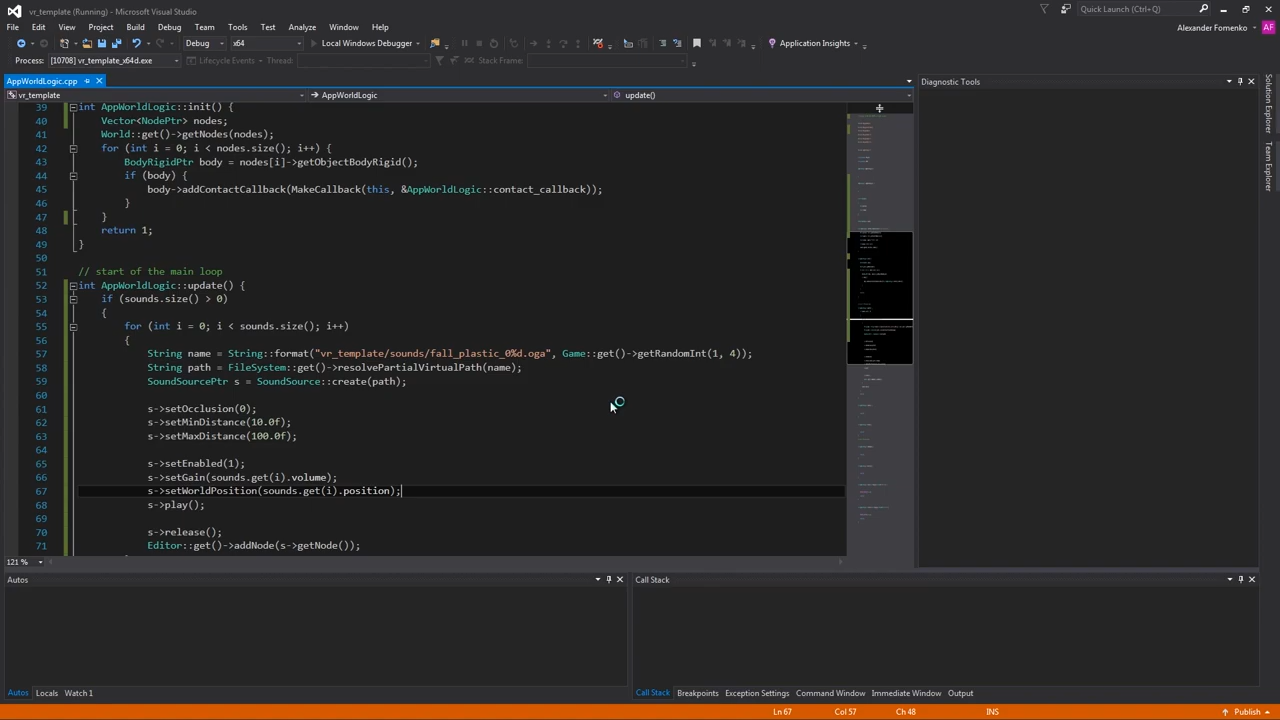 vr_template (Running) - Microsoft Visual Studio
Quick Launch (Ctrl+Q)
File Edit View Project Build Debug Team Tools Test Analyze Window Help
Alexander Fomenko AF
Debug x64 Local Windows Debugger Application Insights
Process: [10708] vr_template_x64d.exe Lifecycle Events Thread:
AppWorldLogic.cpp Diagnostic Tools
vr_template AppWorldLogic update()
39 int AppWorldLogic::init() {
40 Vector<NodePtr> nodes;
41 World::get()->getNodes(nodes);
42 for (int i = 0; i < nodes.size(); i++) {
43 BodyRigidPtr body = nodes[i]->getObjectBodyRigid();
44 if (body) {
45 body->addContactCallback(MakeCallback(this, &AppWorldLogic::contact_callback));
46 }
47 }
48 return 1;
49 }
50
51 // start of the main loop
52 int AppWorldLogic::update() {
53 if (sounds.size() > 0)
54 {
55 for (int i = 0; i < sounds.size(); i++)
56 {
57 String name = String::format("vr_template/sounds/fall_plastic_0%d.oga", Game::get()->getRandomInt(1, 4));
58 String path = FileSystem::get()->resolvePartialVirtualPath(name);
59 SoundSourcePtr s = SoundSource::create(path);
60
61 s->setOcclusion(0);
62 s->setMinDistance(10.0f);
63 s->setMaxDistance(100.0f);
64
65 s->setEnabled(1);
66 s->setGain(sounds.get(i).volume);
67 s->setWorldPosition(sounds.get(i).position);
68 s->play();
69
70 s->release();
71 Editor::get()->addNode(s->getNode());
121 %
Solution Explorer
Team Explorer
Autos
Call Stack
Autos Locals Watch 1
Call Stack Breakpoints Exception Settings Command Window Immediate Window Output
Ln 67 Col 57 Ch 48 INS Publish